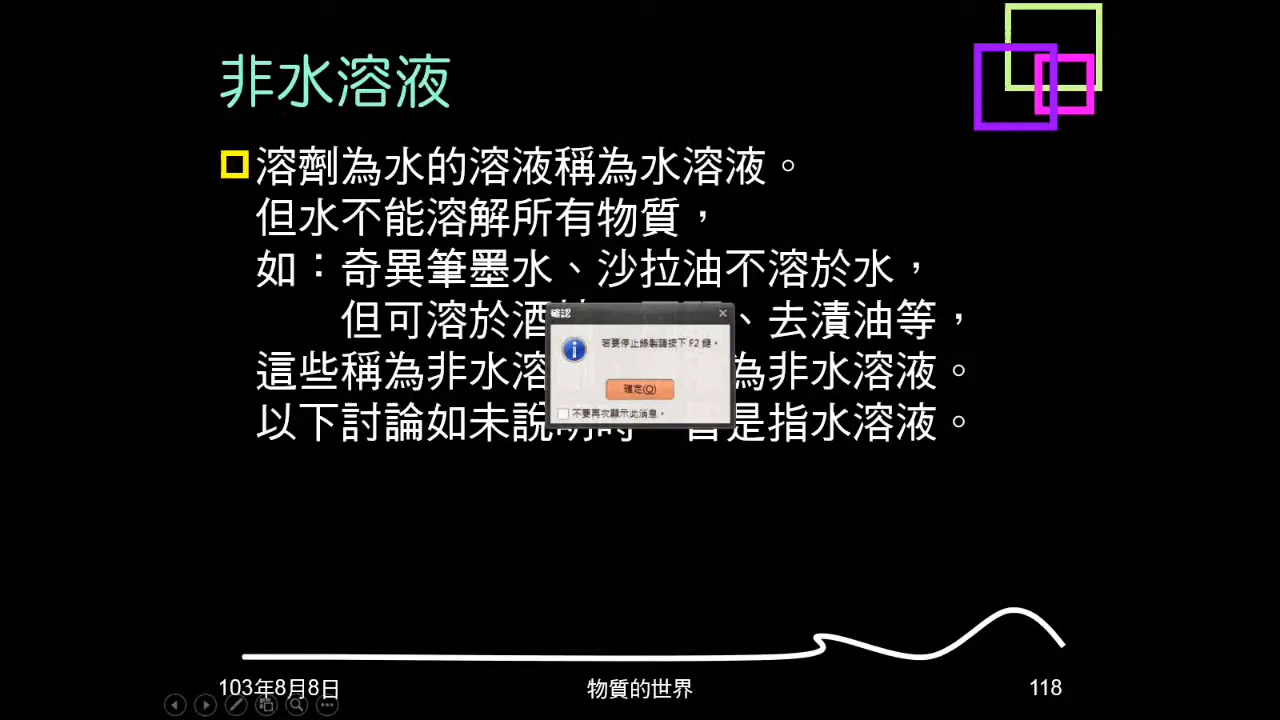 非水溶液
溶劑為水的溶液稱為水溶液。
但水不能溶解所有物質，
如：奇異筆墨水、沙拉油不溶於水，
但可溶於酒 、去漬油等，
這些稱為非水溶 為非水溶液。
以下討論如未說明時 皆是指水溶液。
確認
若要停止錄製請按下 F2 鍵。
確定(O)
不要再次顯示此消息。
103年8月8日
物質的世界
118